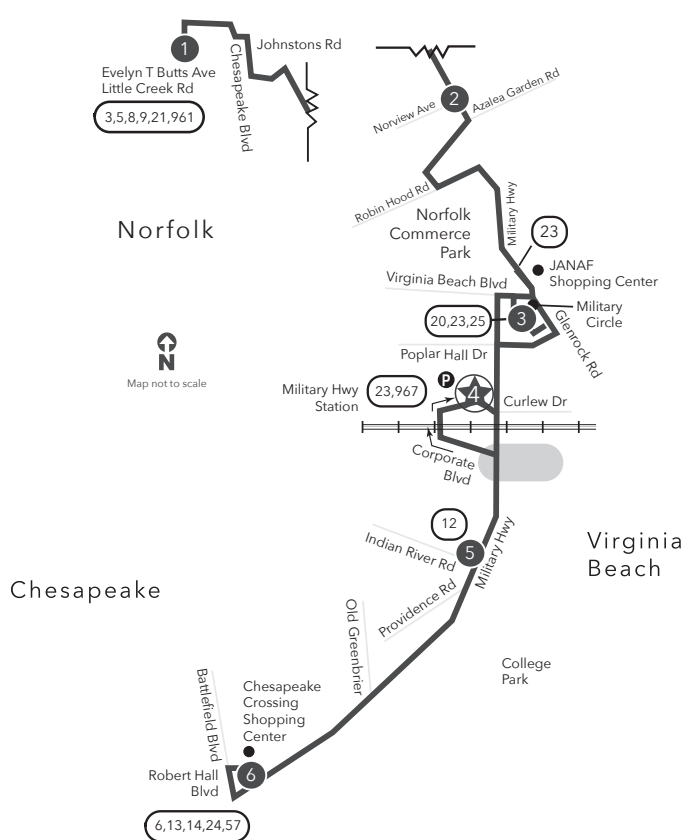 1
Johnstons Rd
Chesapeake Blvd
Evelyn T Butts Ave
Little Creek Rd
3,5,8,9,21,961
2
Azalea Garden Rd
Norview Ave
Robin Hood Rd
Military Hwy
Norfolk
Norfolk
Commerce
Park
23
JANAF
Shopping Center
Virginia Beach Blvd
Military
Circle
20,23,25
3
Glenrock Rd
N
Map not to scale
Poplar Hall Dr
P
Military Hwy
Station
23,967
4
Curlew Dr
Corporate
Blvd
12
Indian River Rd
5
Military Hwy
Virginia
Beach
Chesapeake
Providence Rd
Old Greenbrier
College
Park
Battlefield Blvd
Chesapeake
Crossing
Shopping
Center
Robert Hall
Blvd
6
6,13,14,24,57